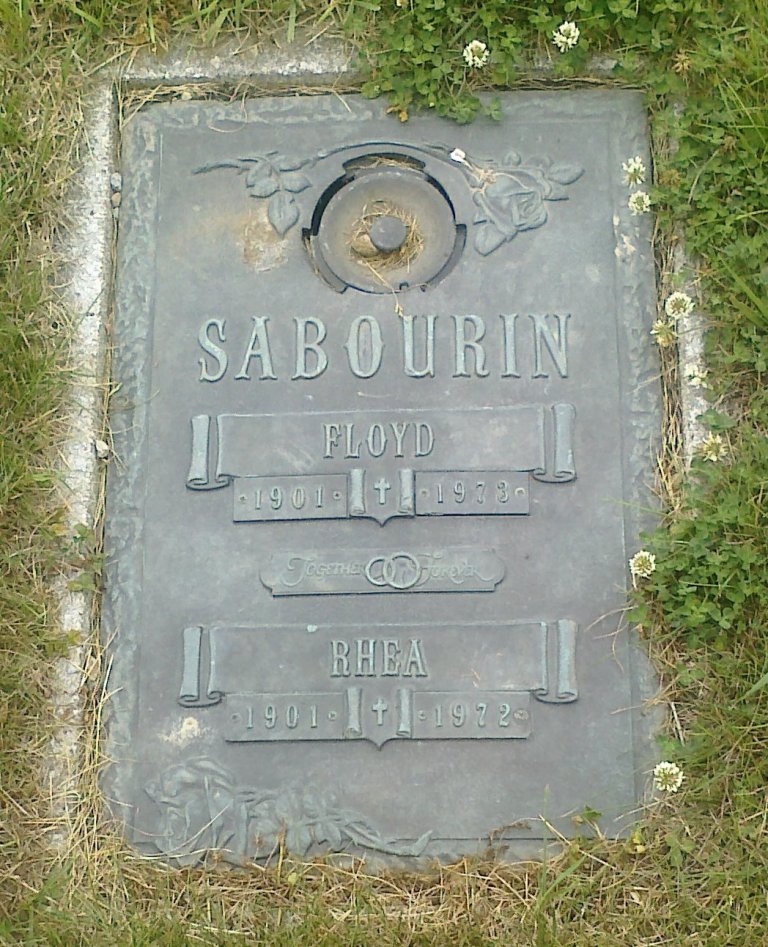 SABOURIN
FLOYD
1901 1973
TOGETHER FOREVER
RHEA
1901 1972